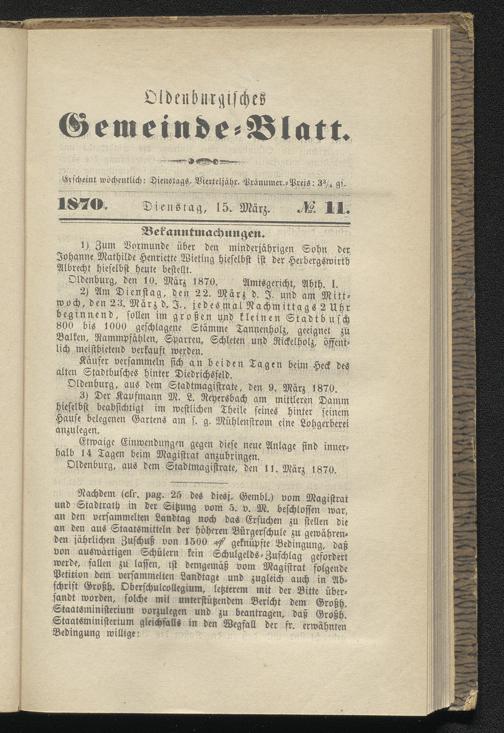 Oldenburgisches
Gemeinde-Blatt.
Erscheint wöchentlich: Dienstags. Vierteljähr. Pränumer.-Preis: 3¾ gr.
1870. Dienstag, 15. März. № 11.
Bekanntmachungen.
1) Zum Vormunde über den minderjährigen Sohn der
Johanne Mathilde Henriette Wieting hieselbst ist der Herbergswirth
Albrecht hieselbst heute bestellt.
Oldenburg, den 10. März 1870. Amtsgericht, Abth. I.
2) Am Dienstag, den 22. März d. J. und am Mitt-
woch, den 23. März d. J., jedesmal Nachmittags 2 Uhr
beginnend, sollen im großen und kleinen Stadtbusch
800 bis 1000 geschlagene Stämme Tannenholz, geeignet zu
Balken, Rammpfählen, Sparren, Schleten und Rickelholz, öffent-
lich meistbietend verkauft werden.
Käufer versammeln sich an beiden Tagen beim Heck des
alten Stadtbusches hinter Diedrichsfeld.
Oldenburg, aus dem Stadtmagistrate, den 9. März 1870.
3) Der Kaufmann M. L. Reyersbach am mittleren Damm
hieselbst beabsichtigt im westlichen Theile seines hinter seinem
Hause belegenen Gartens am s. g. Mühlenstrom eine Lohgerberei
anzulegen.
Etwaige Einwendungen gegen diese neue Anlage sind inner-
halb 14 Tagen beim Magistrat anzubringen.
Oldenburg, aus dem Stadtmagistrate, den 11. März 1870.
Nachdem (cfr. pag. 25 des diesj. Gembl.) vom Magistrat
und Stadtrath in der Sitzung vom 5. v. M. beschlossen war,
an den versammelten Landtag noch das Ersuchen zu stellen die
an den aus Staatsmitteln der höheren Bürgerschule zu gewähren-
den jährlichen Zuschuß von 1500 ₰ geknüpfte Bedingung, daß
von auswärtigen Schülern kein Schulgelds-Zuschlag gefordert
werde, fallen zu lassen, ist demgemäß vom Magistrat folgende
Petition dem versammelten Landtage und zugleich auch in Ab-
schrift Großh. Oberschulcollegium, letzterem mit der Bitte über-
sandt worden, solche mit unterstützendem Bericht dem Großh.
Staatsministerium vorzulegen und zu beantragen, daß Großh.
Staatsministerium gleichfalls in den Wegfall der fr. erwähnten
Bedingung willige: